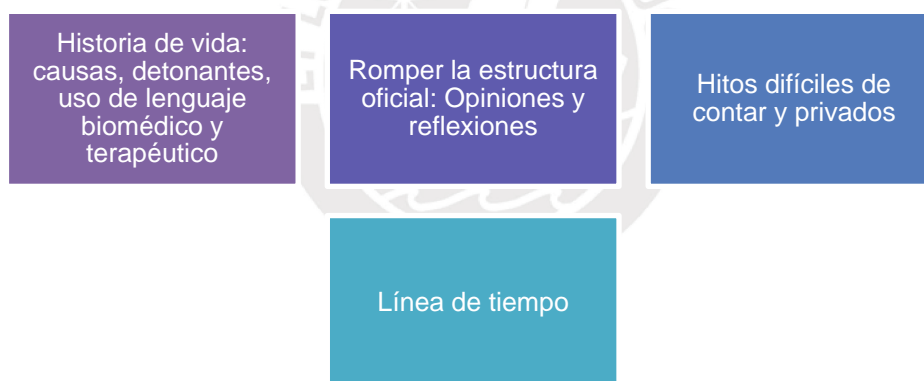 Historia de vida:
causas, detonantes,
uso de lenguaje
biomédico y
terapéutico
Romper la estructura
oficial: Opiniones y
reflexiones
Hitos difíciles de
contar y privados
Línea de tiempo